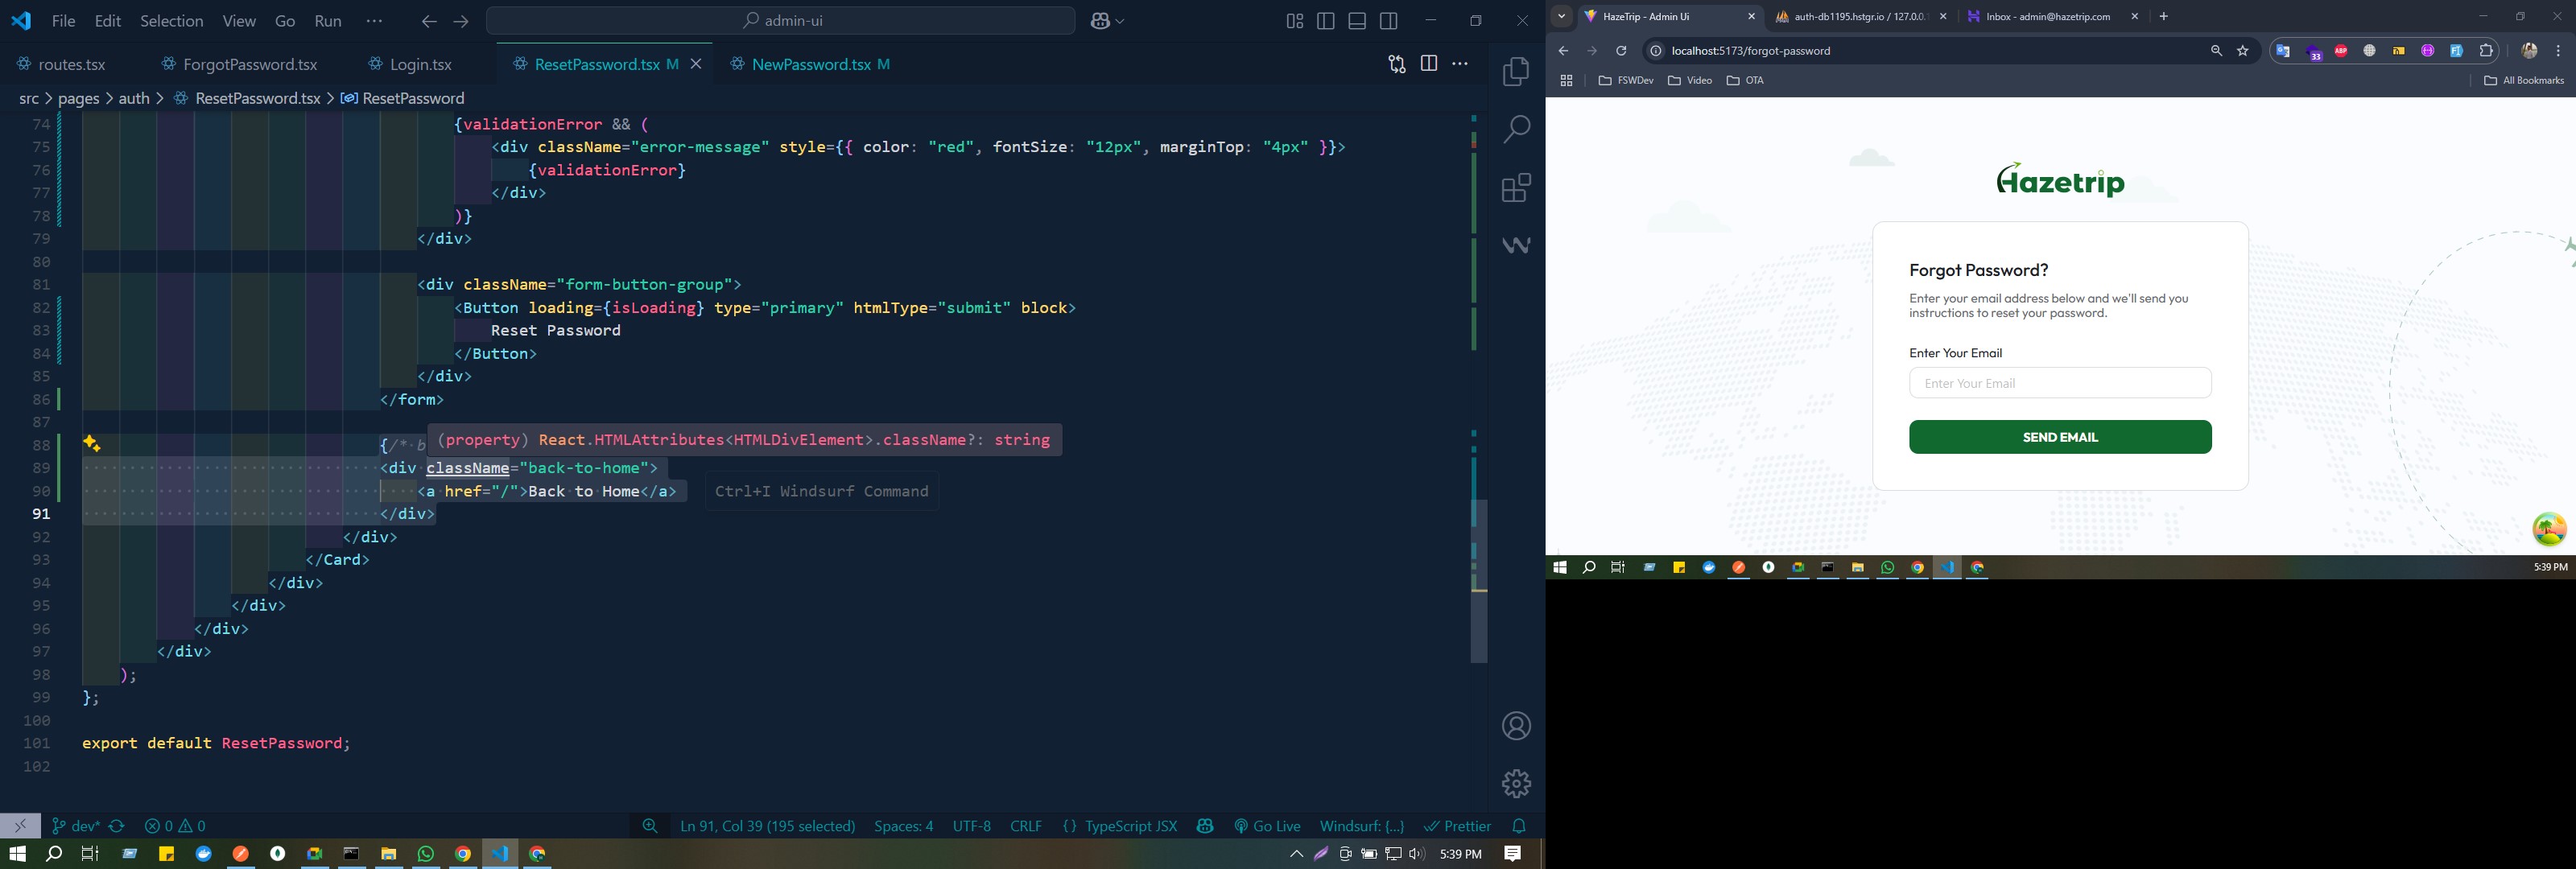 File Edit Selection View Go Run ··· admin-ui
routes.tsx ForgotPassword.tsx Login.tsx ResetPassword.tsx M NewPassword.tsx M
src > pages > auth > ResetPassword.tsx > ResetPassword
74 {validationError && (
75 <div className="error-message" style={{ color: "red", fontSize: "12px", marginTop: "4px" }}>
76 {validationError}
77 </div>
78 )}
79 </div>
80
81 <div className="form-button-group">
82 <Button loading={isLoading} type="primary" htmlType="submit" block>
83 Reset Password
84 </Button>
85 </div>
86 </form>
87
88 {/* b
(property) React.HTMLAttributes<HTMLDivElement>.className?: string
89 <div className="back-to-home">
90 <a href="/">Back to Home</a> Ctrl+I Windsurf Command
91 </div>
92 </div>
93 </Card>
94 </div>
95 </div>
96 </div>
97 </div>
98 );
99 };
100
101 export default ResetPassword;
102
dev* 0 0 Ln 91, Col 39 (195 selected) Spaces: 4 UTF-8 CRLF {} TypeScript JSX Go Live Windsurf: {...} Prettier
5:39 PM
HazeTrip - Admin Ui auth-db1195.hstgr.io / 127.0.0. Inbox - admin@hazetrip.com
localhost:5173/forgot-password
ABP 33
FSWDev Video OTA All Bookmarks
Hazetrip
Forgot Password?
Enter your email address below and we'll send you
instructions to reset your password.
Enter Your Email
Enter Your Email
SEND EMAIL
5:39 PM